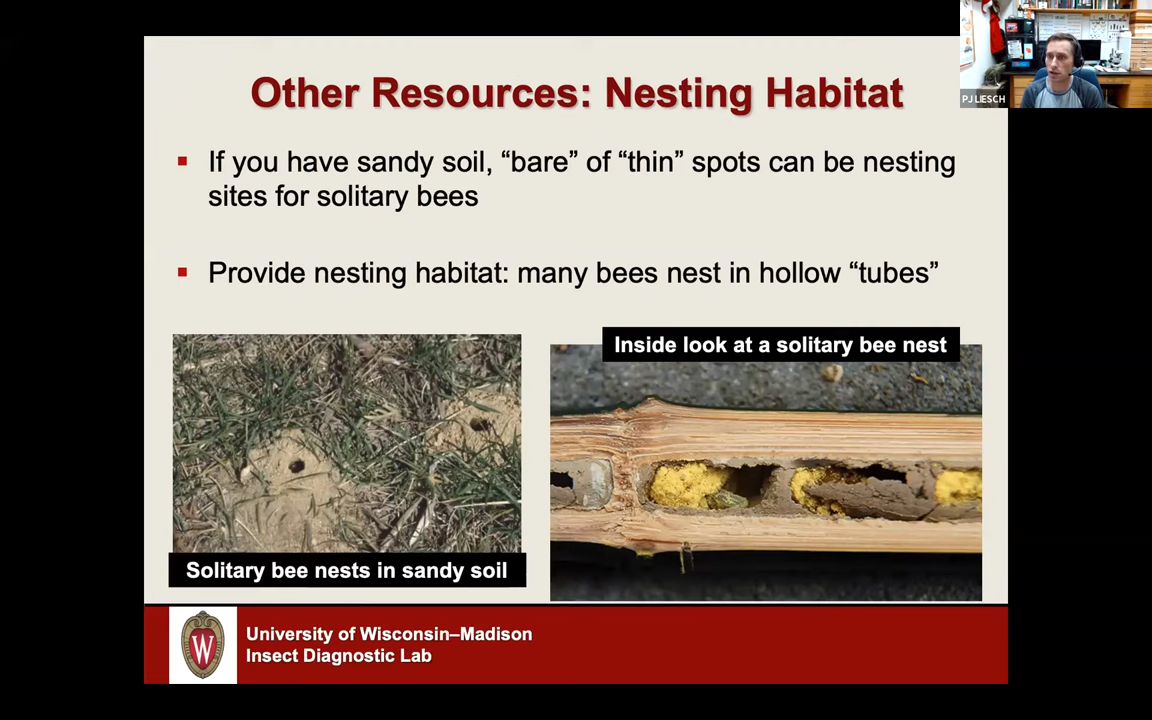 Other Resources: Nesting Habitat
PJ LIESCH
If you have sandy soil, “bare” of “thin” spots can be nesting
sites for solitary bees
Provide nesting habitat: many bees nest in hollow “tubes”
Inside look at a solitary bee nest
Solitary bee nests in sandy soil
W
University of Wisconsin–Madison
Insect Diagnostic Lab